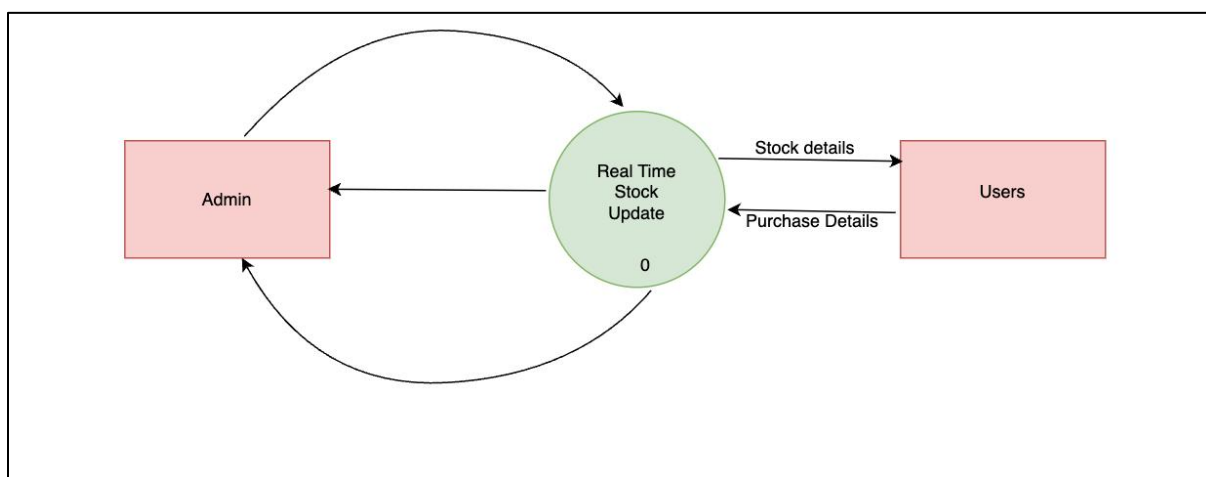 Admin
Real Time
Stock
Update
0
Stock details
Purchase Details
Users